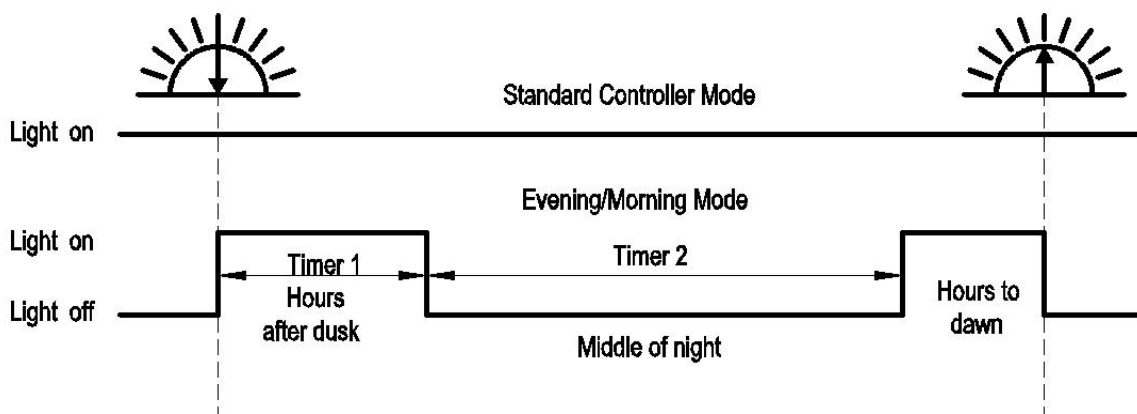 Standard Controller Mode
Light on
Evening/Morning Mode
Light on
Timer 1
Timer 2
Hours
after dusk
Hours to
dawn
Light off
Middle of night